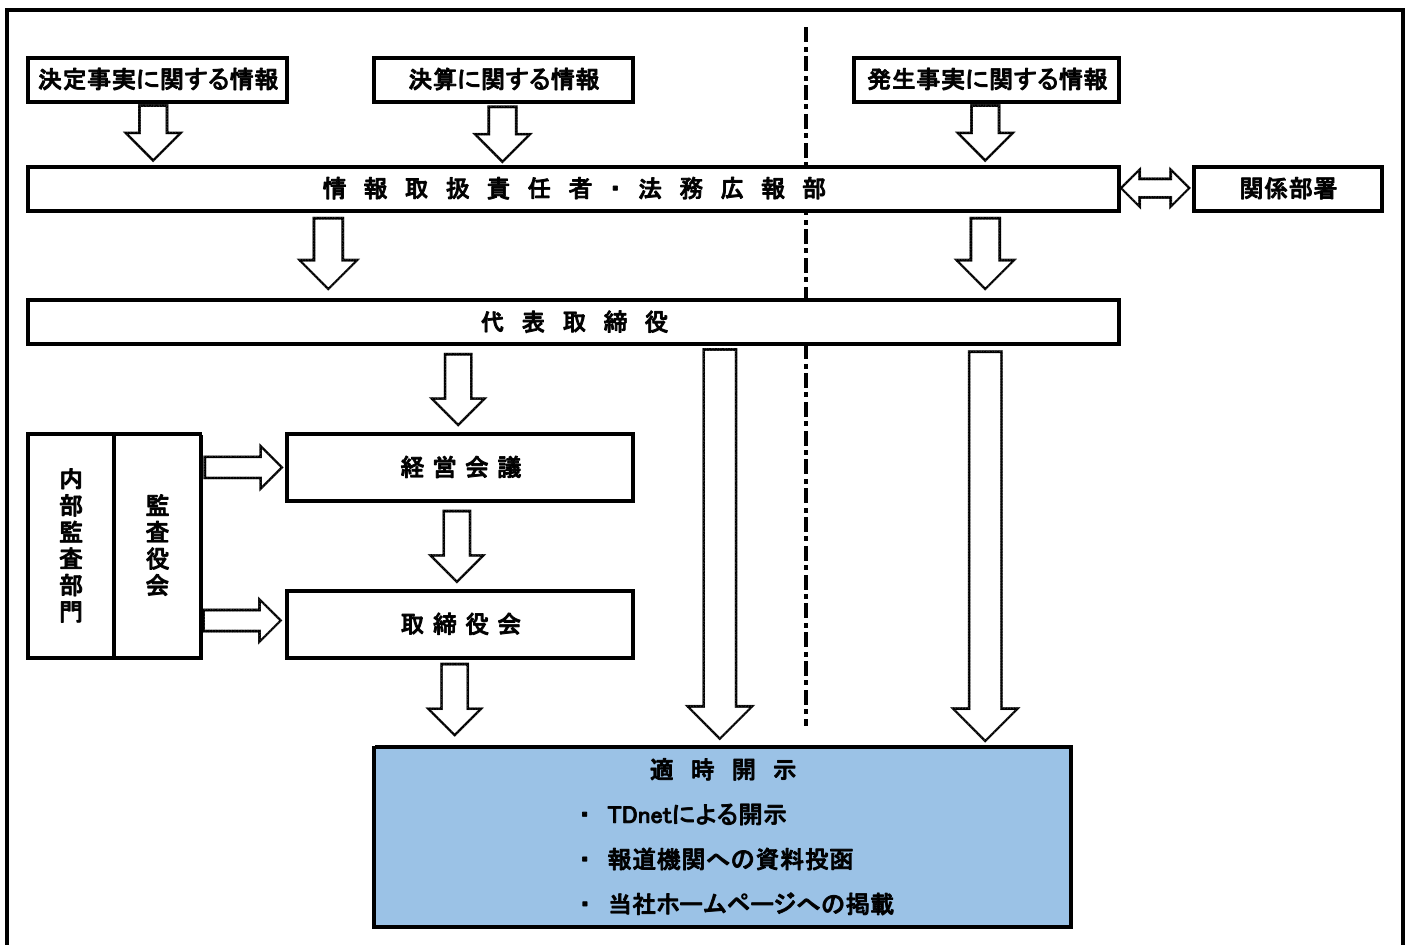 決定事実に関する情報
決算に関する情報
発生事実に関する情報
情報取扱責任者・法務広報部
関係部署
代表取締役
経営会議
内部監査部門
監査役会
取締役会
適時開示
・ TDnetによる開示
・ 報道機関への資料投函
・ 当社ホームページへの掲載